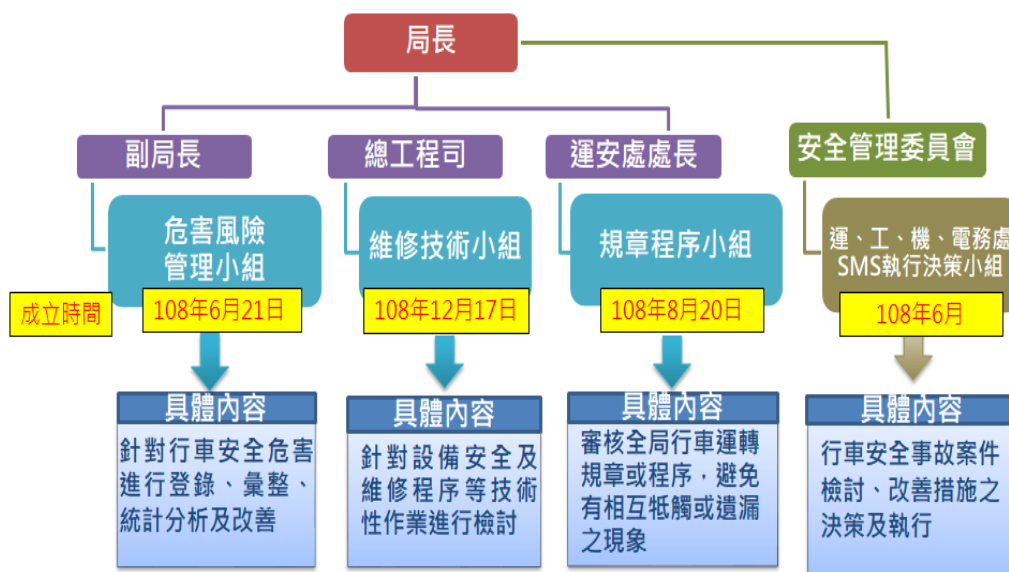 局長
副局長
總工程司
運安處處長
安全管理委員會
危害風險
管理小組
維修技術小組
規章程序小組
運、工、機、電務處
SMS執行決策小組
成立時間
108年6月21日
108年12月17日
108年8月20日
108年6月
具體內容
針對行車安全危害
進行登錄、彙整、
統計分析及改善
具體內容
針對設備安全及
維修程序等技術
性作業進行檢討
具體內容
審核全局行車運轉
規章或程序，避免
有相互牴觸或遺漏
之現象
具體內容
行車安全事故案件
檢討、改善措施之
決策及執行